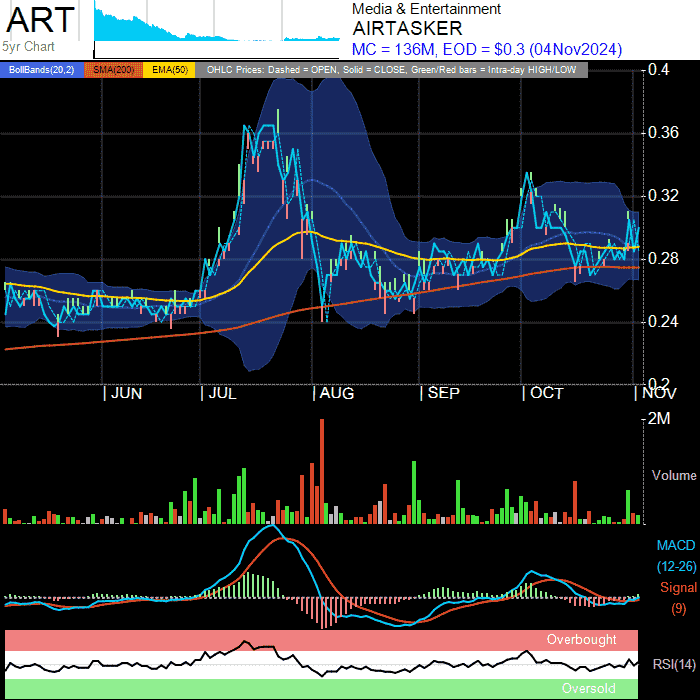 ART
5yr Chart
Media & Entertainment
AIRTASKER
MC = 136M, EOD = $0.3 (04Nov2024)
BollBands(20,2) SMA(200) EMA(50) OHLC Prices: Dashed = OPEN, Solid = CLOSE, Green/Red bars = Intra-day HIGH/LOW
0.4
0.36
0.32
0.28
0.24
0.2
JUN JUL AUG SEP OCT NOV
2M
Volume
MACD
(12-26)
Signal
(9)
Overbought
RSI(14)
Oversold